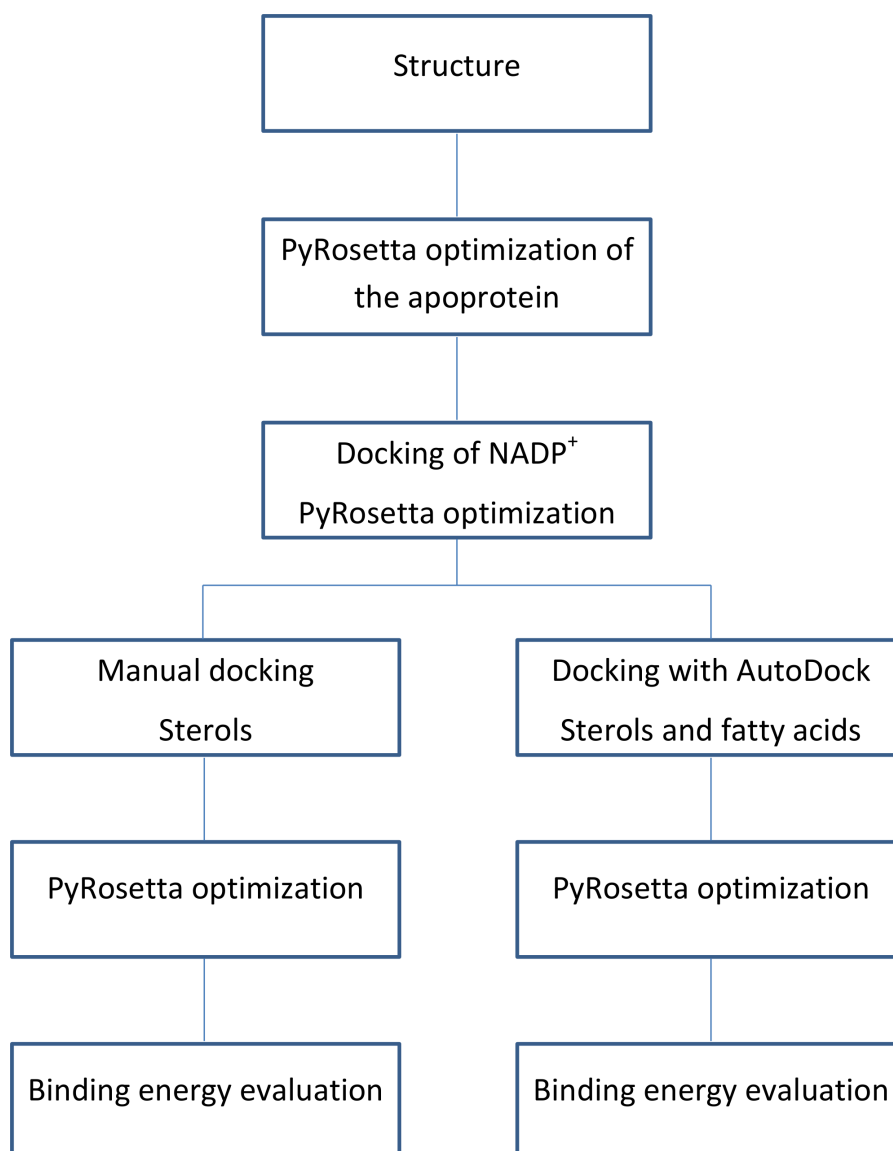 Structure
PyRosetta optimization of
the apoprotein
Docking of NADP⁺
PyRosetta optimization
Manual docking
Sterols
Docking with AutoDock
Sterols and fatty acids
PyRosetta optimization
PyRosetta optimization
Binding energy evaluation
Binding energy evaluation